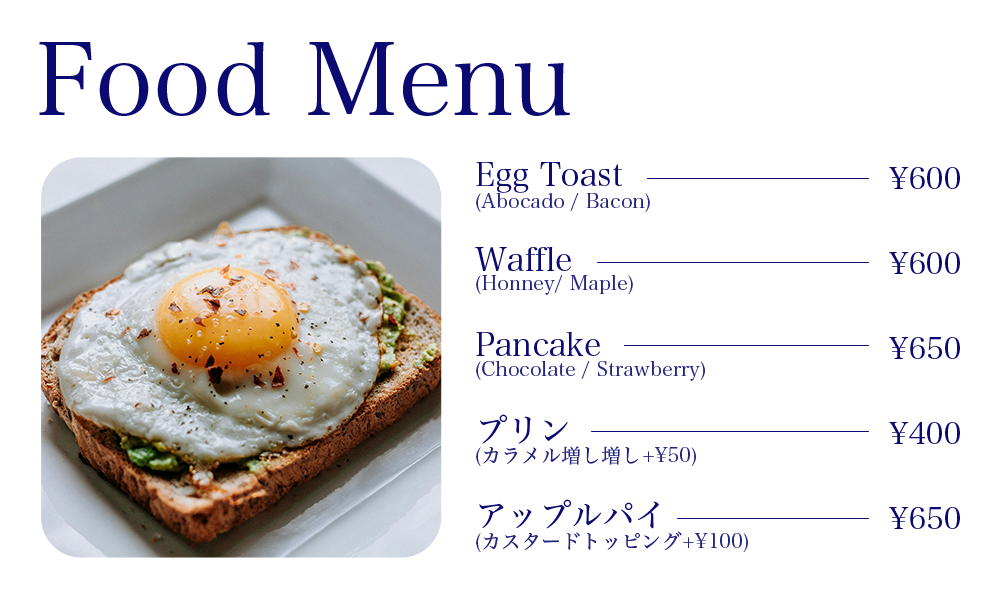 Food Menu
Egg Toast ¥600
(Abocado / Bacon)
Waffle ¥600
(Honney/ Maple)
Pancake ¥650
(Chocolate / Strawberry)
プリン ¥400
(カラメル増し増し+¥50)
アップルパイ ¥650
(カスタードトッピング+¥100)